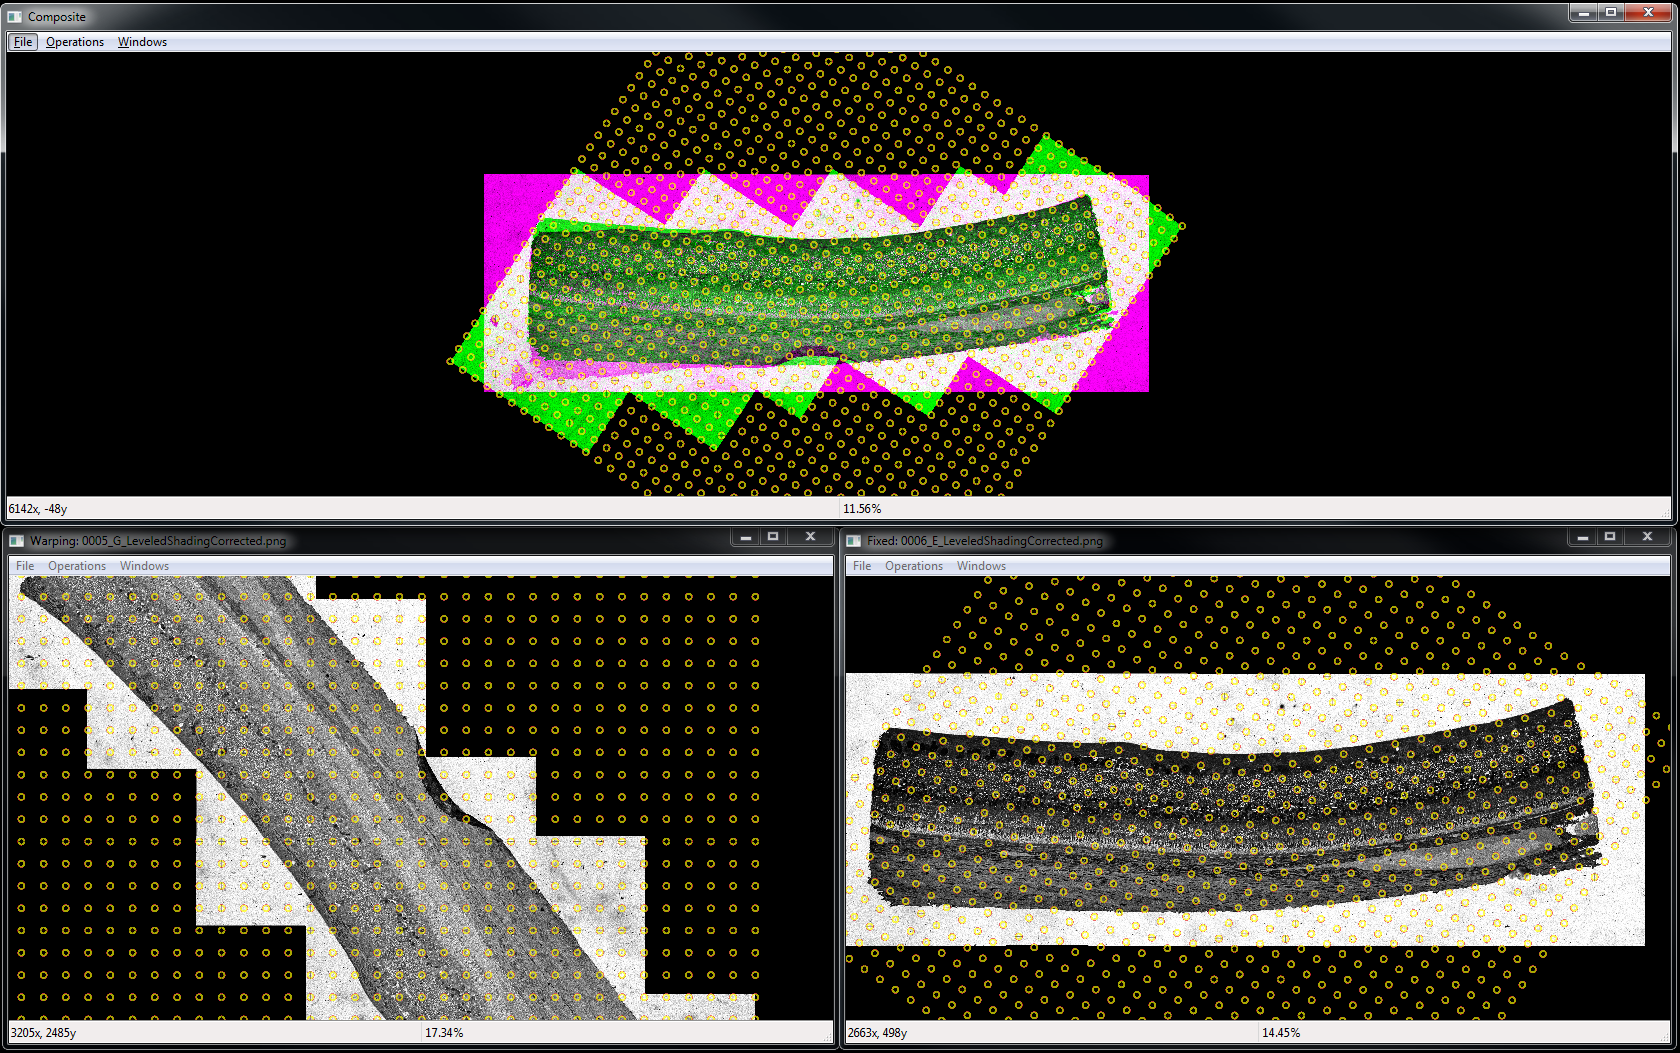 Composite
File Operations Windows
6142x, -48y 11.56%
Warping: 0005_G_LeveledShadingCorrected.png
File Operations Windows
3205x, 2485y 17.34%
Fixed: 0006_E_LeveledShadingCorrected.png
File Operations Windows
2663x, 498y 14.45%